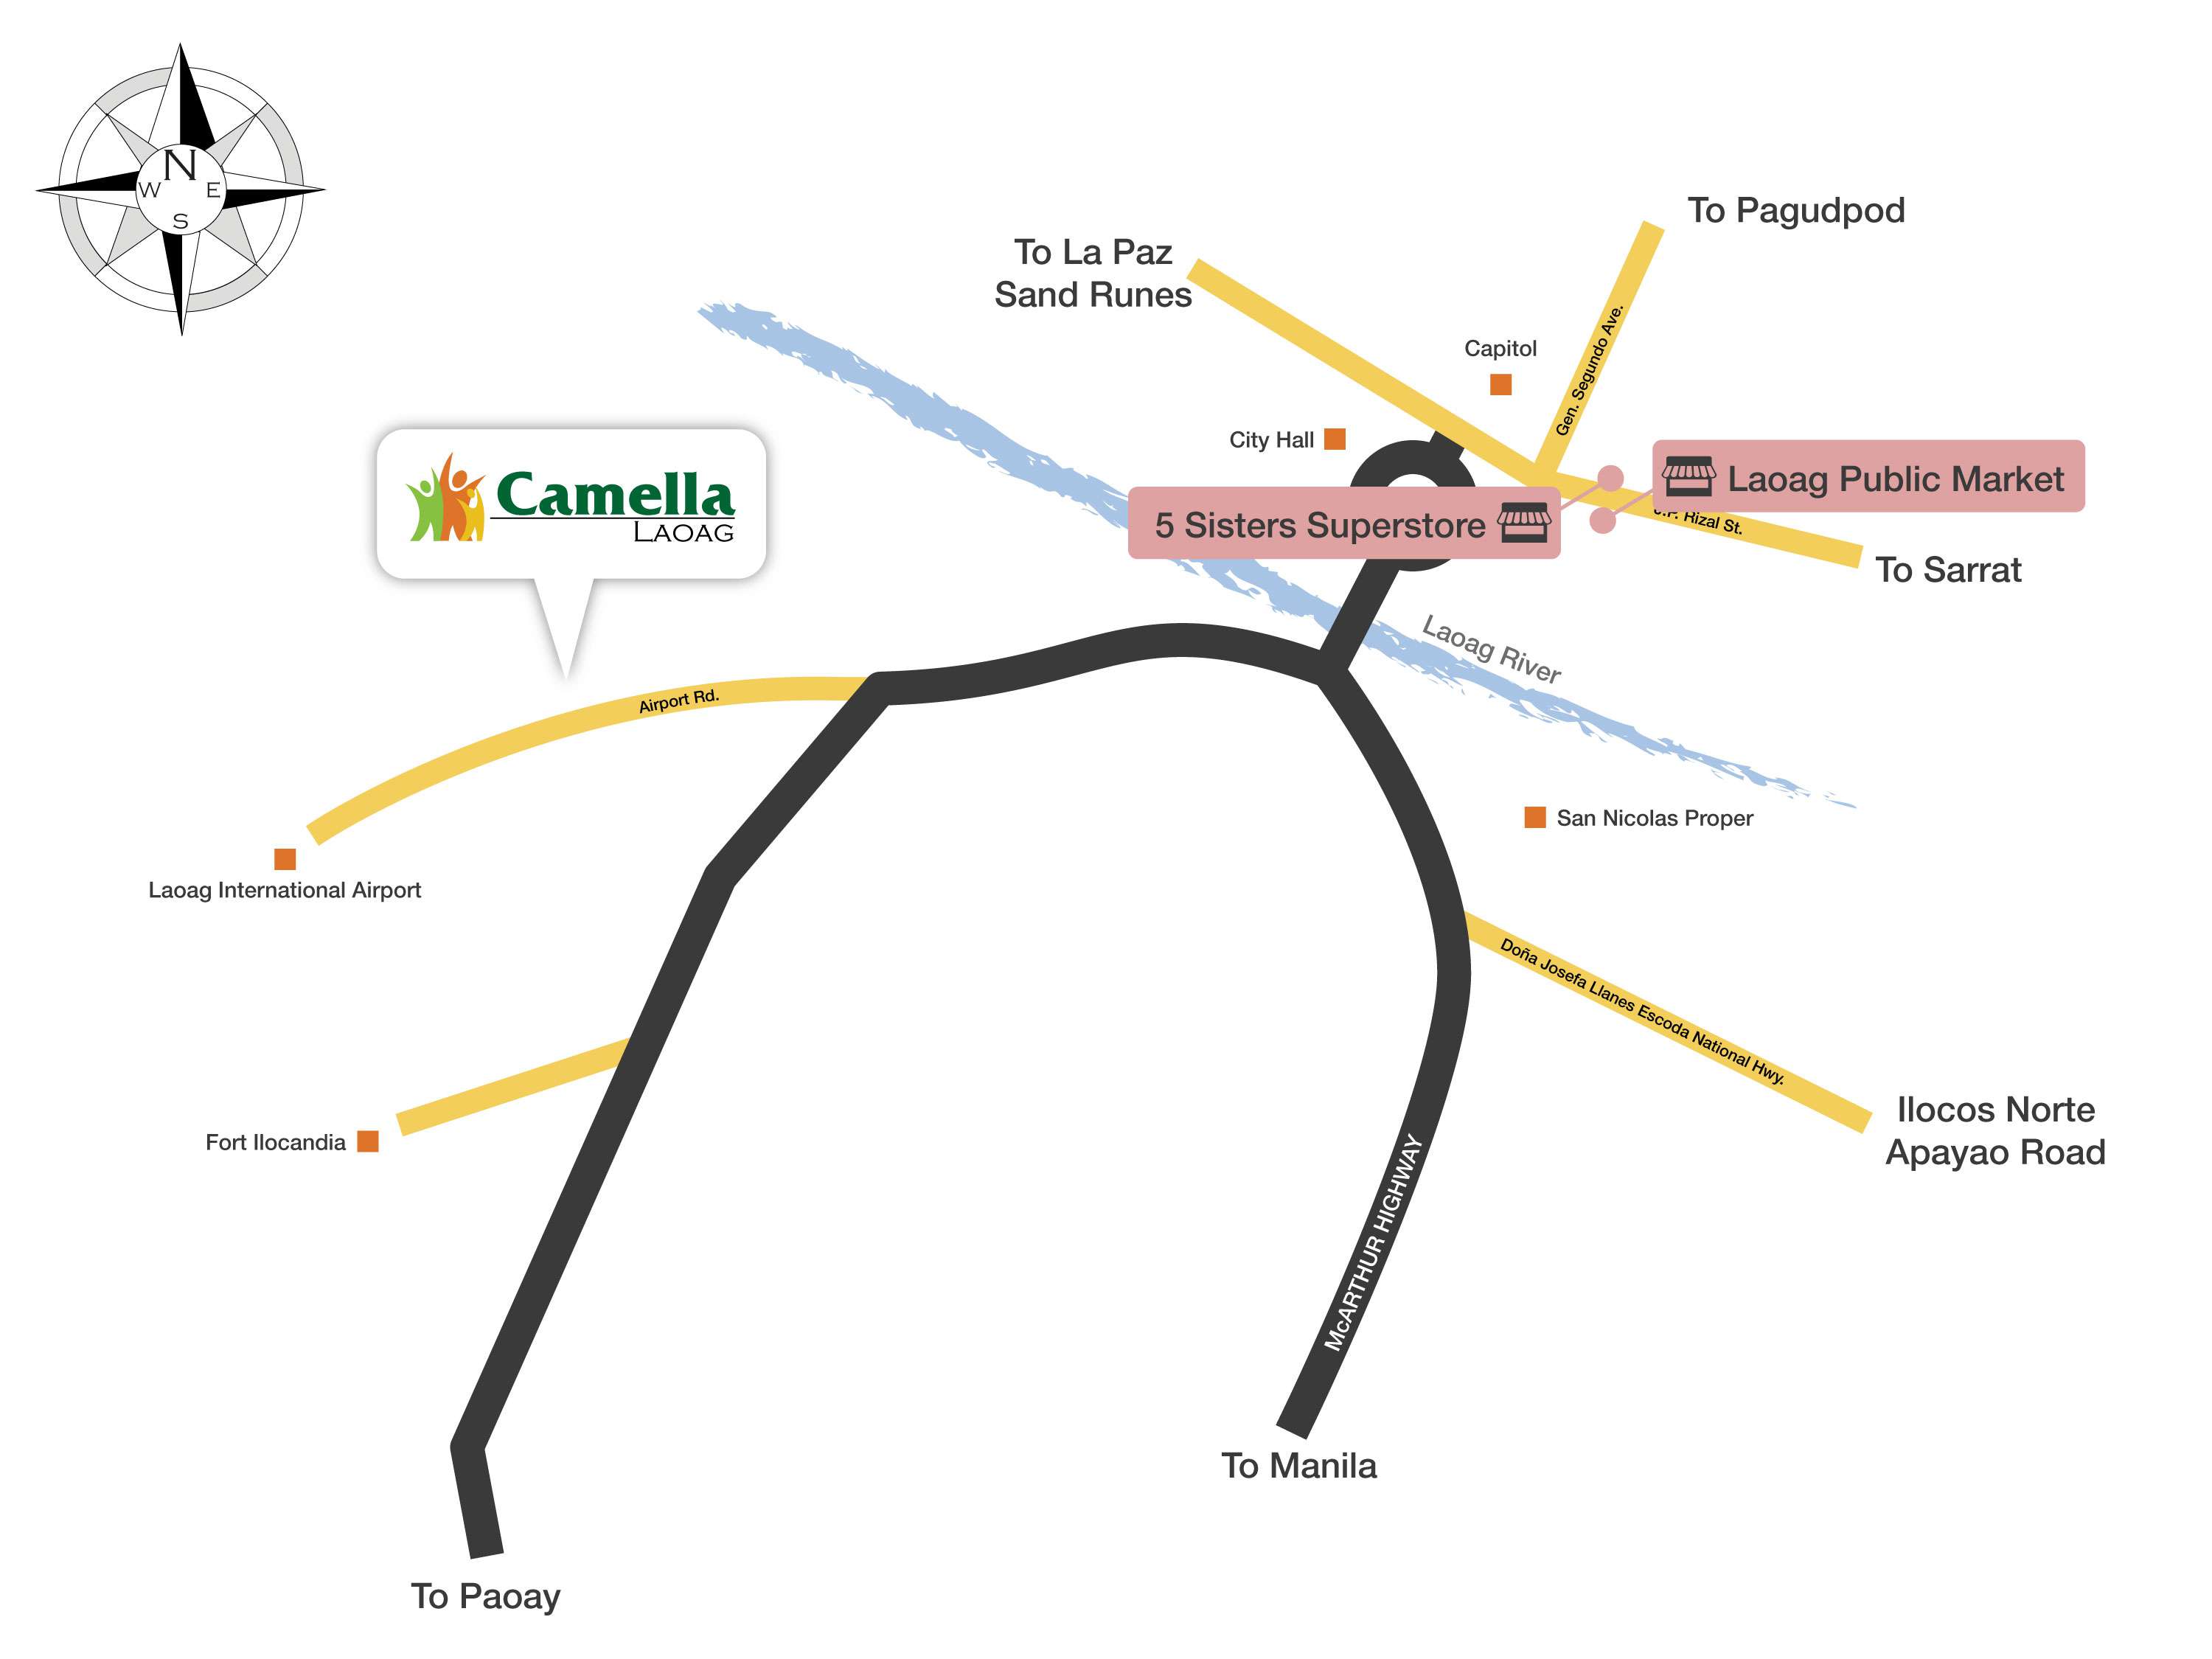 N
W E
S
To Pagudpod
To La Paz
Sand Runes
Gen. Segundo Ave.
Capitol
City Hall
Laoag Public Market
5 Sisters Superstore
J.P. Rizal St.
To Sarrat
Camella
LAOAG
Laoag River
Airport Rd.
San Nicolas Proper
Laoag International Airport
Doña Josefa Llanes Escoda National Hwy.
Ilocos Norte
Apayao Road
Fort Ilocandia
McARTHUR HIGHWAY
To Manila
To Paoay